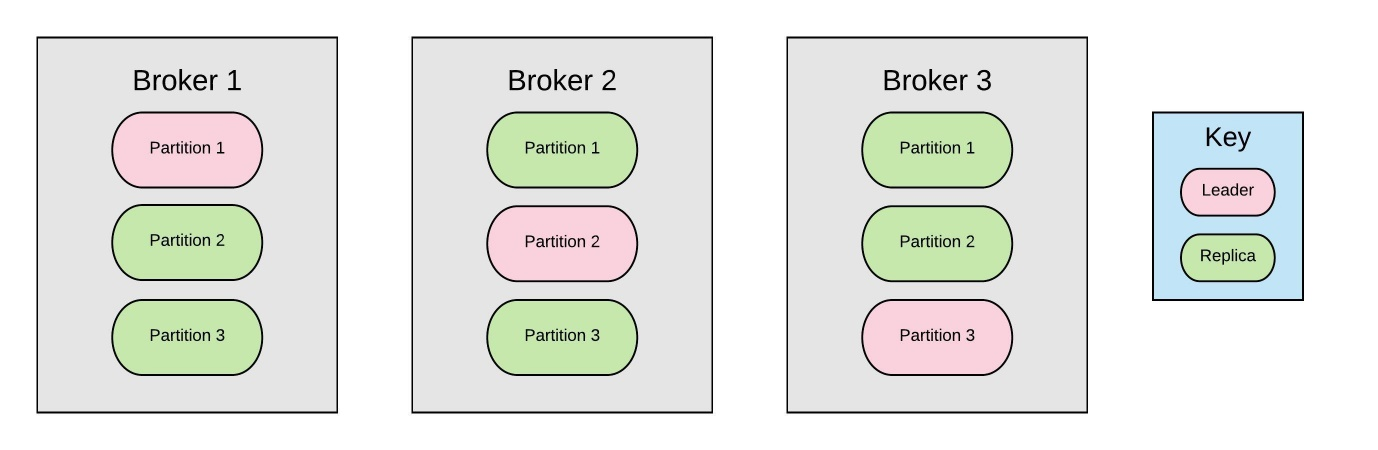 Broker 1
Partition 1
Partition 2
Partition 3
Broker 2
Partition 1
Partition 2
Partition 3
Broker 3
Partition 1
Partition 2
Partition 3
Key
Leader
Replica